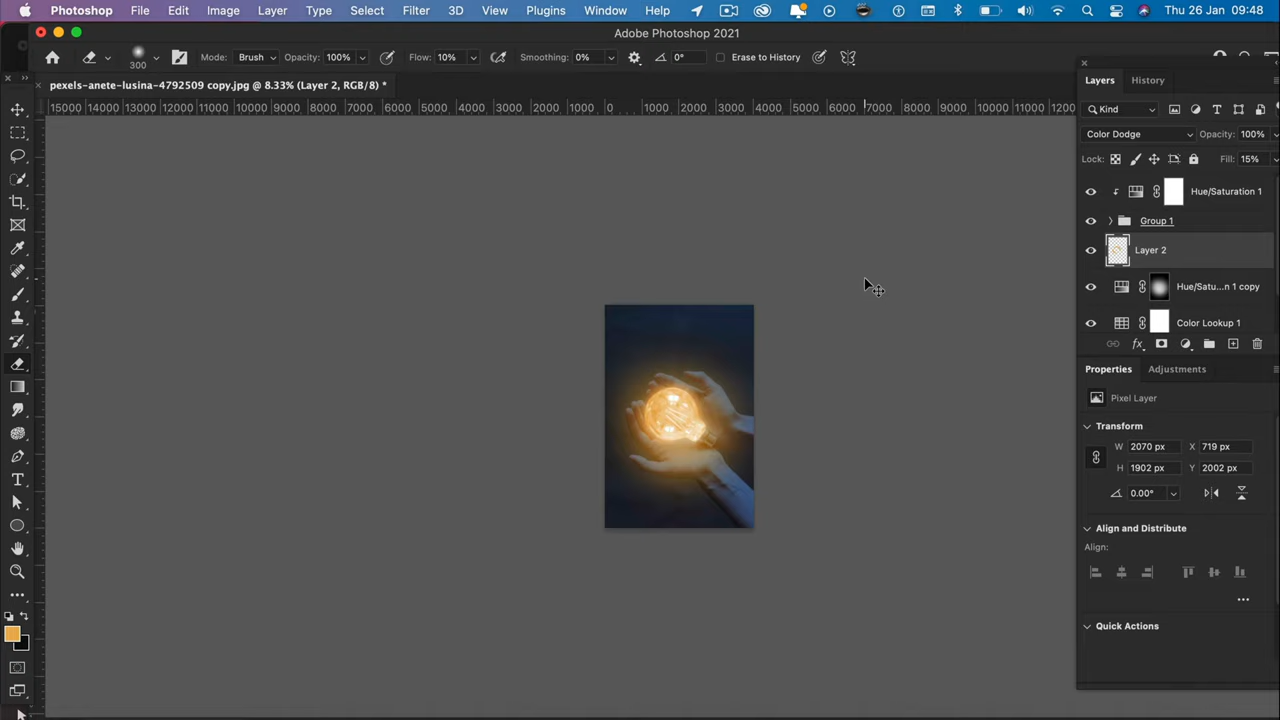 Photoshop File Edit Image Layer Type Select Filter 3D View Plugins Window Help Thu 26 Jan 09:48
Adobe Photoshop 2021
300 Mode: Brush Opacity: 100% Flow: 10% Smoothing: 0% 0° Erase to History
pexels-anete-lusina-4792509 copy.jpg @ 8.33% (Layer 2, RGB/8) *
15000 14000 13000 12000 11000 10000 9000 8000 7000 6000 5000 4000 3000 2000 1000 0 1000 2000 3000 4000 5000 6000 7000 8000 9000 10000 11000
Layers History
Kind
Color Dodge Opacity: 100%
Lock: Fill: 15%
Hue/Saturation 1
Group 1
Layer 2
Hue/Satu...n 1 copy
Color Lookup 1
fx
Properties Adjustments
Pixel Layer
Transform
W 2070 px X 719 px
H 1902 px Y 2002 px
0.00°
Align and Distribute
Align:
Quick Actions